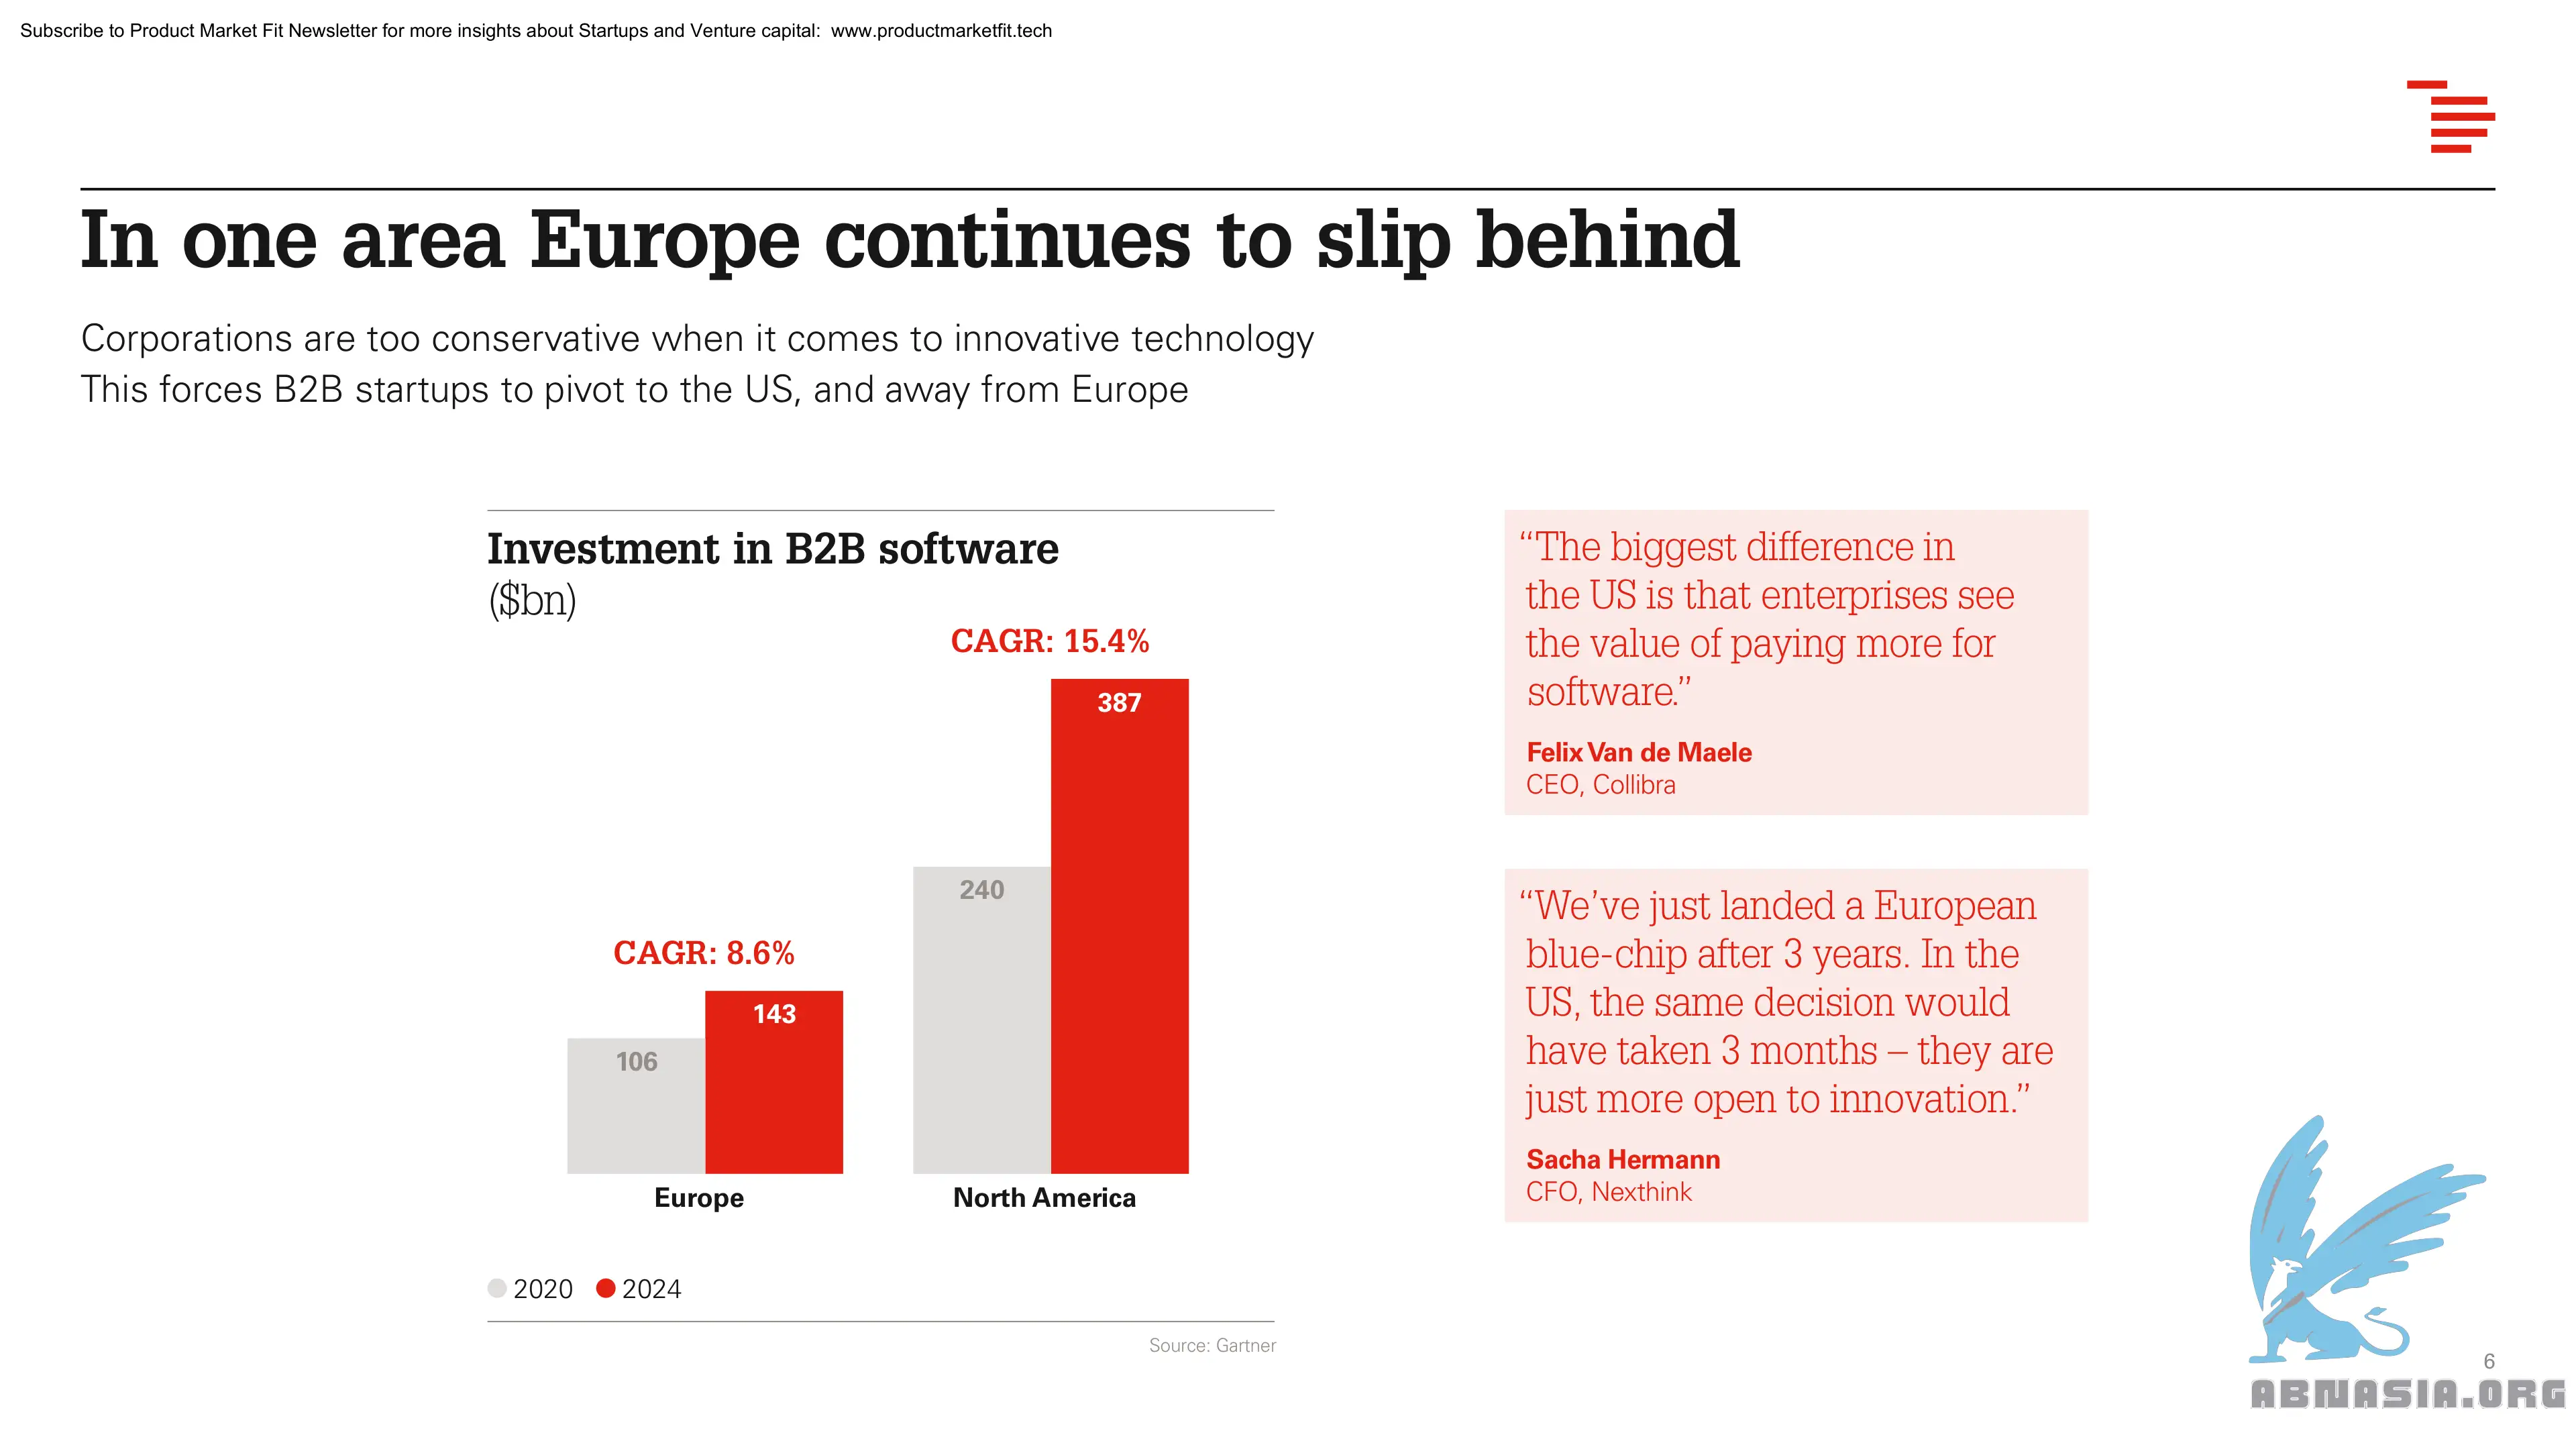 Subscribe to Product Market Fit Newsletter for more insights about Startups and Venture capital:  www.productmarketfit.tech
In one area Europe continues to slip behind
Corporations are too conservative when it comes to innovative technology
This forces B2B startups to pivot to the US, and away from Europe
Investment in B2B software
($bn)
CAGR: 15.4%
387
240
CAGR: 8.6%
143
106
Europe
North America
2020
2024
Source: Gartner
“The biggest difference in
the US is that enterprises see
the value of paying more for
software.”
Felix Van de Maele
CEO, Collibra
“We’ve just landed a European
blue-chip after 3 years. In the
US, the same decision would
have taken 3 months – they are
just more open to innovation.”
Sacha Hermann
CFO, Nexthink
6
ABNASIA.ORG